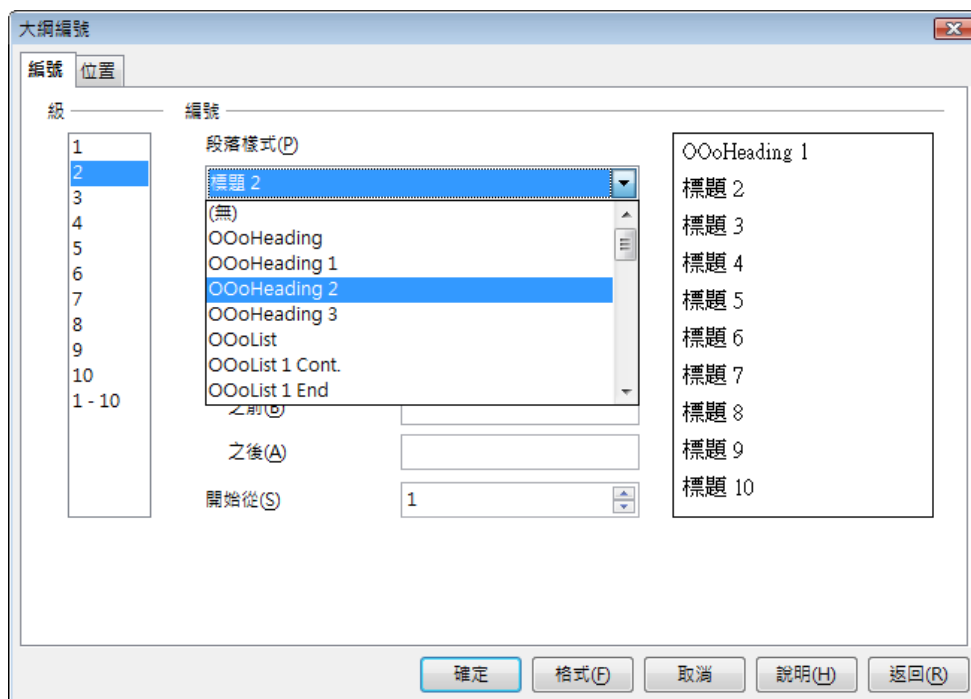 大綱編號
編號 位置
級 編號
1
2
3
4
5
6
7
8
9
10
1 - 10
段落樣式(P)
標題 2
(無)
OOoHeading
OOoHeading 1
OOoHeading 2
OOoHeading 3
OOoList
OOoList 1 Cont.
OOoList 1 End
之前(B)
之後(A)
開始從(S) 1
OOoHeading 1
標題 2
標題 3
標題 4
標題 5
標題 6
標題 7
標題 8
標題 9
標題 10
確定 格式(F) 取消 說明(H) 返回(R)